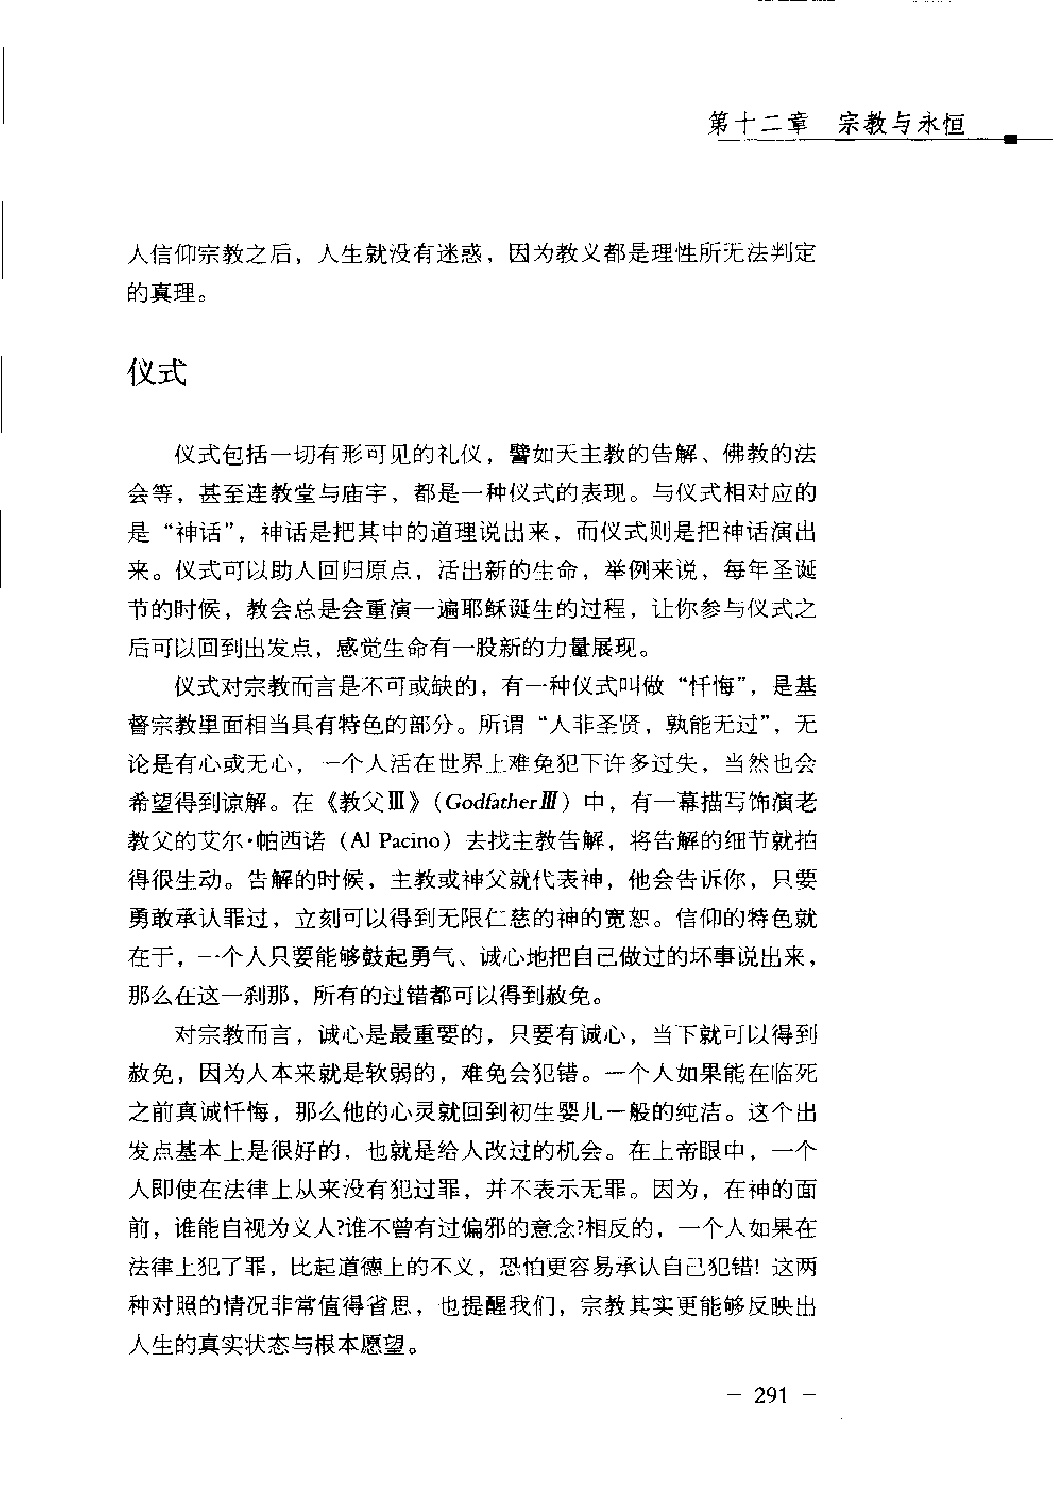 第十二章 宗教与永恒
人信仰宗教之后，人生就没有迷惑，因为教义都是理性所无法判定
的真理。
仪式
仪式包括一切有形可见的礼仪，譬如天主教的告解、佛教的法
会等，甚至连教堂与庙宇，都是一种仪式的表现。与仪式相对应的
是“神话”，神话是把其中的道理说出来，而仪式则是把神话演出
来。仪式可以助人回归原点，活出新的生命，举例来说，每年圣诞
节的时候，教会总是会重演一遍耶稣诞生的过程，让你参与仪式之
后可以回到出发点，感觉生命有一股新的力量展现。
仪式对宗教而言是不可或缺的，有一种仪式叫做“忏悔”，是基
督宗教里面相当具有特色的部分。所谓“人非圣贤，孰能无过”，无
论是有心或无心，一个人活在世界上难免犯下许多过失，当然也会
希望得到谅解。在《教父Ⅲ》（GodfatherⅢ）中，有一幕描写饰演老
教父的艾尔·帕西诺（Al Pacino）去找主教告解，将告解的细节就拍
得很生动。告解的时候，主教或神父就代表神，他会告诉你，只要
勇敢承认罪过，立刻可以得到无限仁慈的神的宽恕。信仰的特色就
在于，一个人只要能够鼓起勇气、诚心地把自己做过的坏事说出来，
那么在这一刹那，所有的过错都可以得到赦免。
对宗教而言，诚心是最重要的，只要有诚心，当下就可以得到
赦免，因为人本来就是软弱的，难免会犯错。一个人如果能在临死
之前真诚忏悔，那么他的心灵就回到初生婴儿一般的纯洁。这个出
发点基本上是很好的，也就是给人改过的机会。在上帝眼中，一个
人即使在法律上从来没有犯过罪，并不表示无罪。因为，在神的面
前，谁能自视为义人?谁不曾有过偏邪的意念?相反的，一个人如果在
法律上犯了罪，比起道德上的不义，恐怕更容易承认自己犯错! 这两
种对照的情况非常值得省思，也提醒我们，宗教其实更能够反映出
人生的真实状态与根本愿望。
－ 291 －